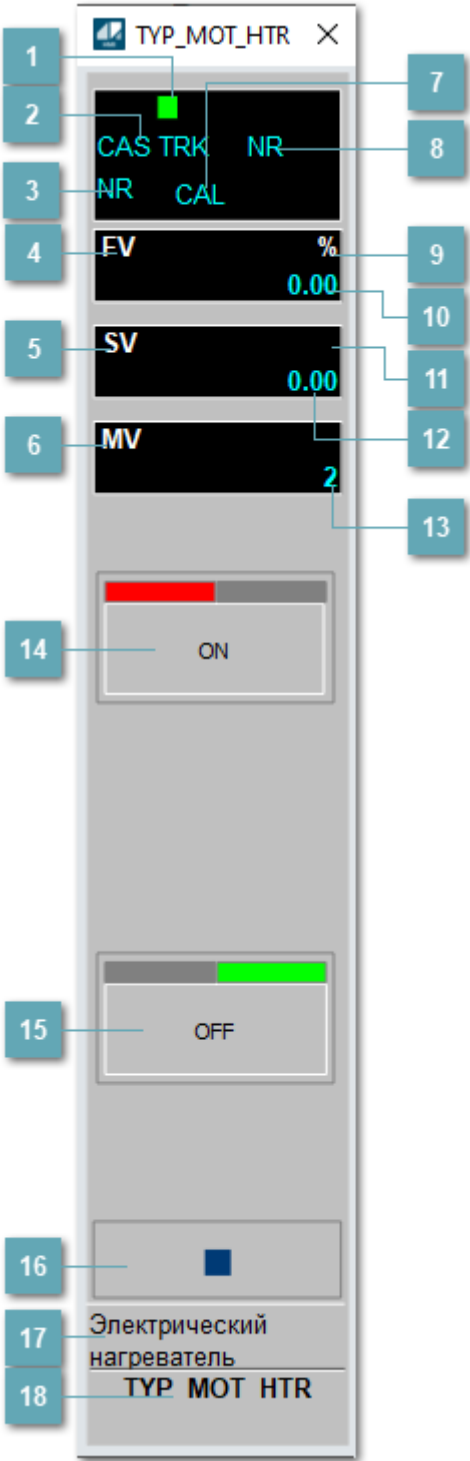 TYP_MOT_HTR
1
7
2
CAS TRK NR
8
3
NR CAL
4
FV %
9
0.00
10
5
SV
11
0.00
12
6
MV
2
13
14
ON
15
OFF
16
17
Электрический
нагреватель
18
TYP MOT HTR